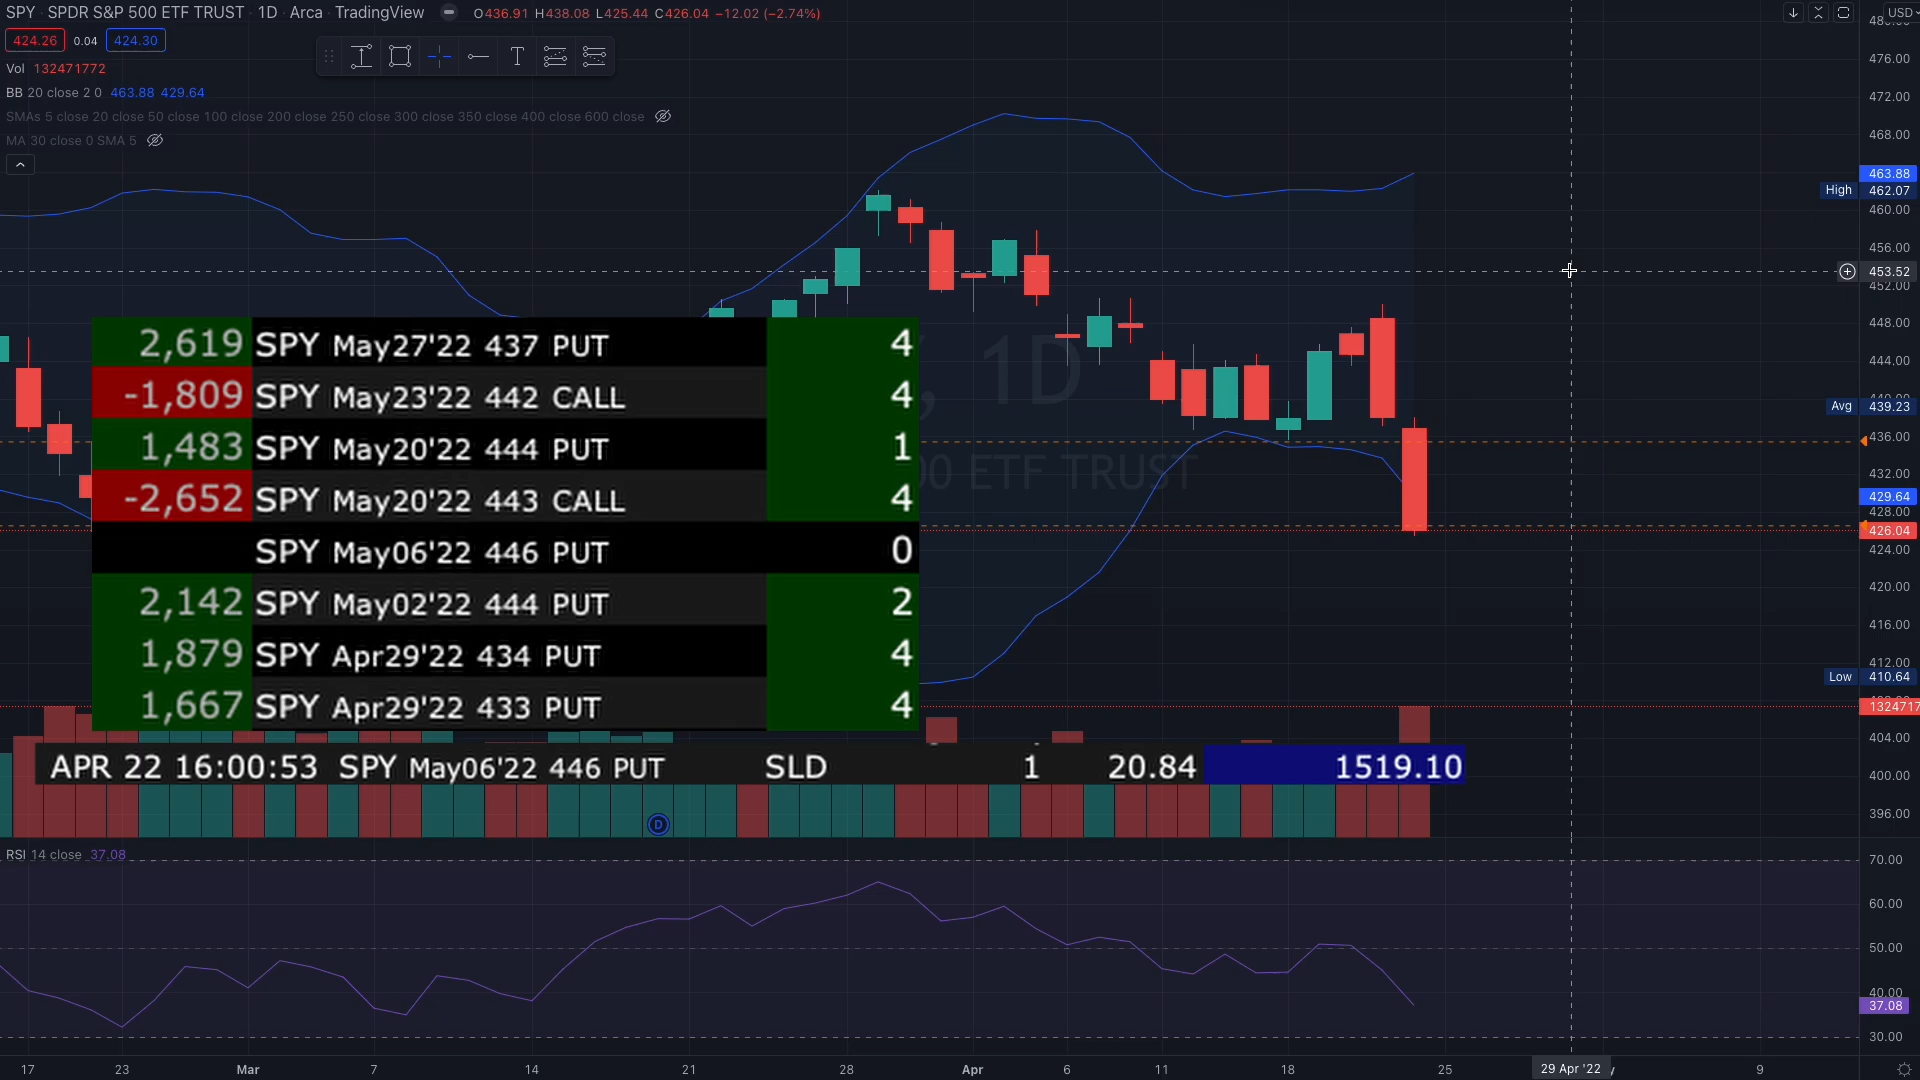 SPY · SPDR S&P 500 ETF TRUST · 1D · Arca · TradingView O436.91 H438.08 L425.44 C426.04 −12.02 (−2.74%)
USD
424.26 0.04 424.30
Vol 132471772
BB 20 close 2 0 463.88 429.64
SMAs 5 close 20 close 50 close 100 close 200 close 250 close 300 close 350 close 400 close 600 close
MA 30 close 0 SMA 5
T
476.00
472.00
468.00
463.88
High 462.07
460.00
456.00
453.52
452.00
448.00
444.00
Avg 439.23
436.00
432.00
429.64
428.00
426.04
424.00
420.00
416.00
412.00
Low 410.64
1324717
404.00
400.00
396.00
, 1D
00 ETF TRUST
2,619 SPY May27'22 437 PUT 4
-1,809 SPY May23'22 442 CALL 4
1,483 SPY May20'22 444 PUT 1
-2,652 SPY May20'22 443 CALL 4
SPY May06'22 446 PUT 0
2,142 SPY May02'22 444 PUT 2
1,879 SPY Apr29'22 434 PUT 4
1,667 SPY Apr29'22 433 PUT 4
APR 22 16:00:53 SPY May06'22 446 PUT SLD 1 20.84 1519.10
D
RSI 14 close 37.08
70.00
60.00
50.00
40.00
37.08
30.00
17 23 Mar 7 14 21 28 Apr 6 11 18 25 29 Apr '22 9